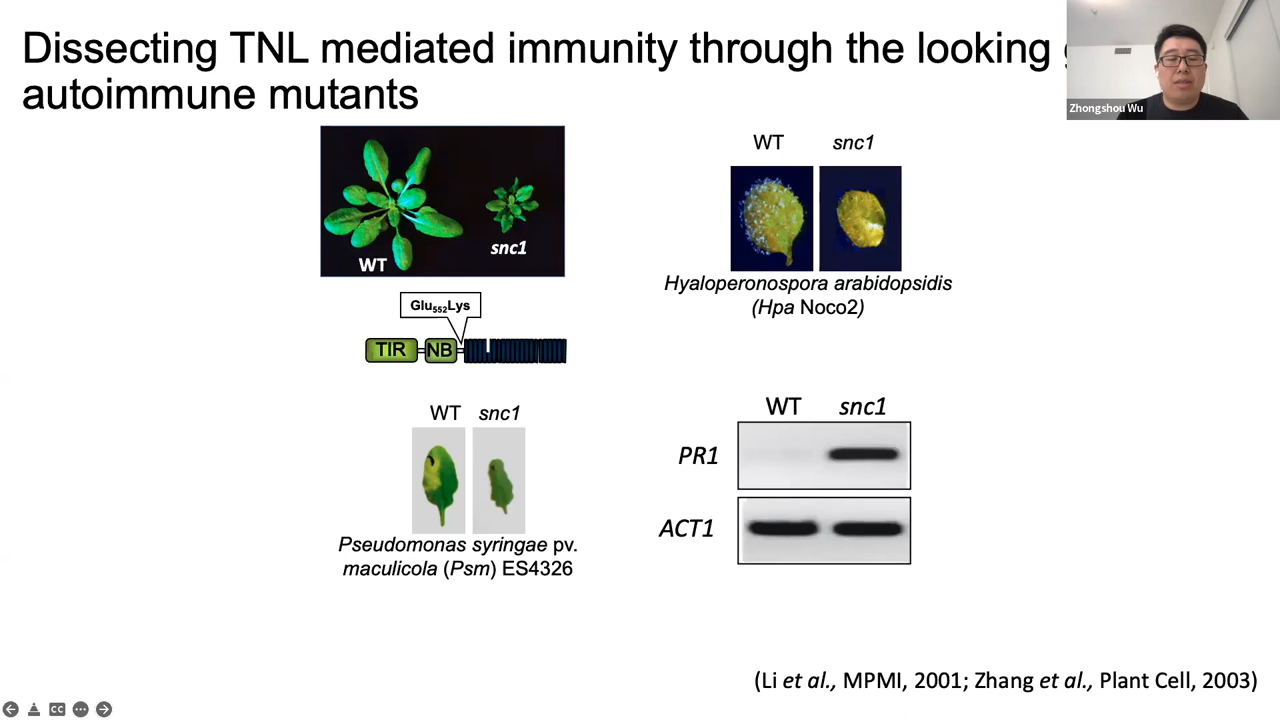 Dissecting TNL mediated immunity through the looking
autoimmune mutants
Zhongshou Wu
WT
snc1
Glu552Lys
TIR
NB
WT snc1
Hyaloperonospora arabidopsidis
(Hpa Noco2)
WT snc1
Pseudomonas syringae pv.
maculicola (Psm) ES4326
WT snc1
PR1
ACT1
(Li et al., MPMI, 2001; Zhang et al., Plant Cell, 2003)
CC